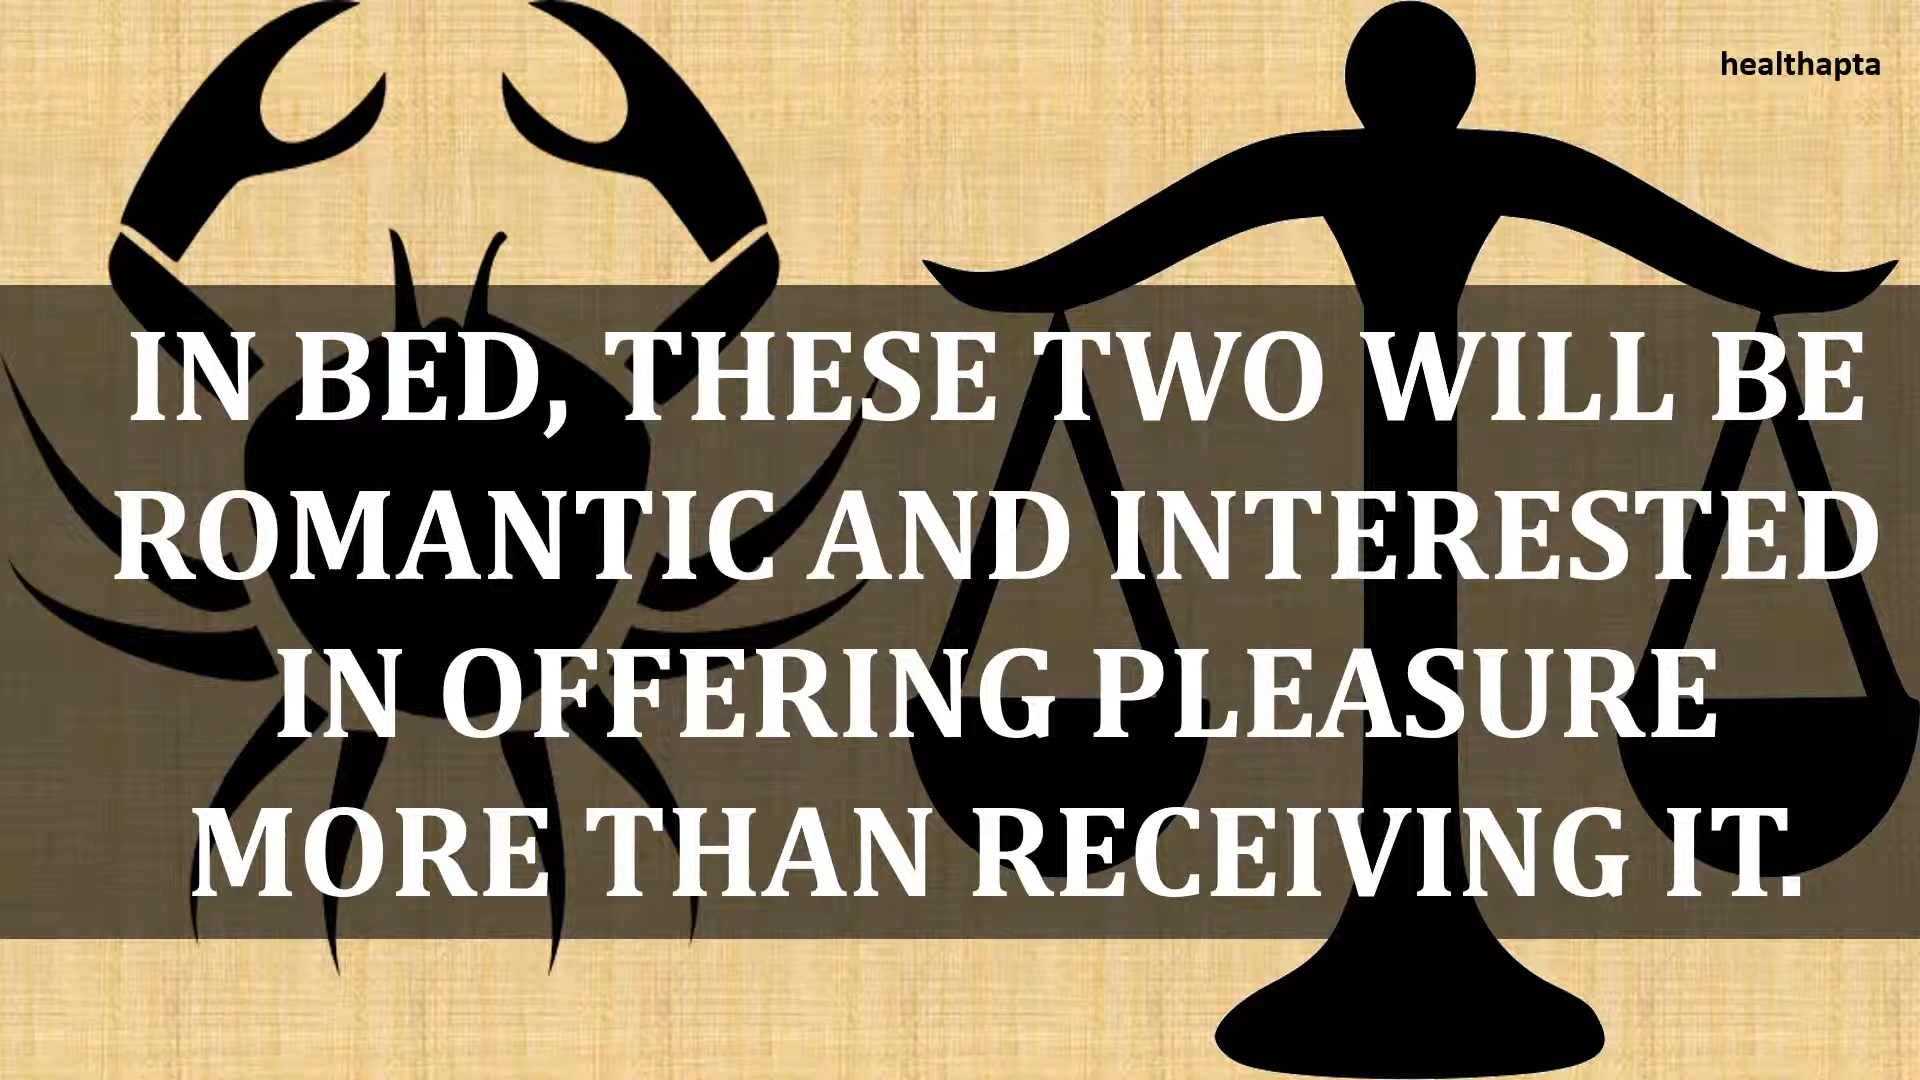 healthapta
IN BED, THESE TWO WILL BE
ROMANTIC AND INTERESTED
IN OFFERING PLEASURE
MORE THAN RECEIVING IT.